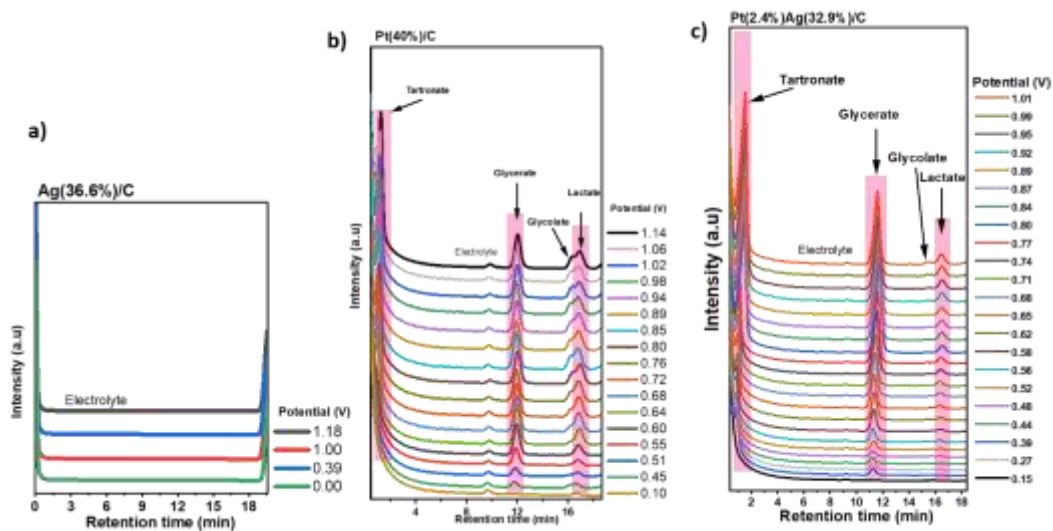 a)
Ag(36.6%)/C
Electrolyte
Intensity (a.u)
0 6 12 18
Retention time (min)
Potential (V)
1.18
1.00
0.39
0.00
b)
Pt(40%)/C
Tartronate
Glycerate
Glycolate
Lactate
Electrolyte
Intensity (a.u)
4 8 12 16
Retention time (min)
Potential (V)
1.14
1.06
1.02
0.98
0.94
0.89
0.85
0.80
0.76
0.72
0.68
0.64
0.60
0.55
0.51
0.45
0.10
c)
Pt(2.4%)Ag(32.9%)/C
Tartronate
Glycerate
Glycolate
Lactate
Electrolyte
Intensity (a.u)
2 4 6 8 10 12 14 16 18
Retention time (min)
Potential (V)
1.01
0.99
0.95
0.92
0.89
0.87
0.84
0.80
0.77
0.74
0.71
0.68
0.65
0.62
0.58
0.56
0.52
0.48
0.44
0.39
0.27
0.15